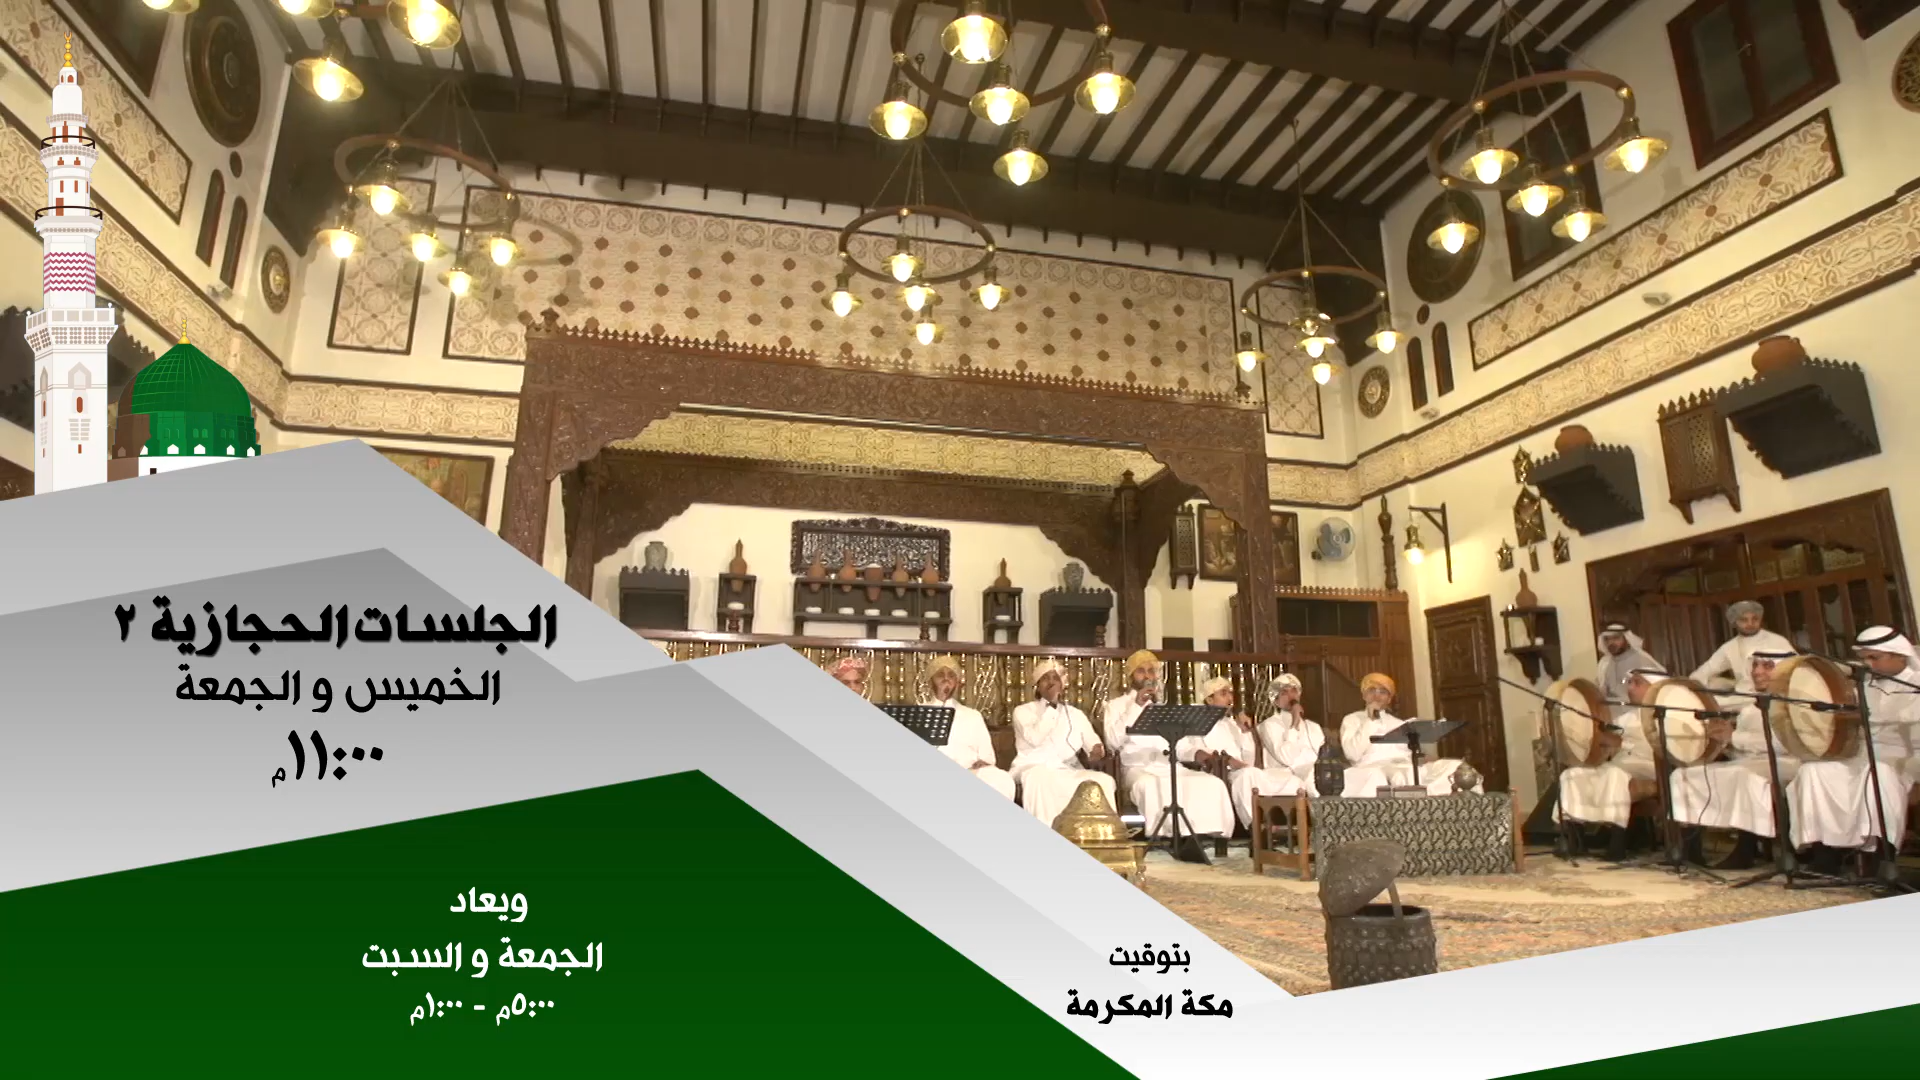 الجلسات الحجازية ٢
الخميس و الجمعة
١١:٠٠م
ويعاد
الجمعة و السبت
٥:٠٠م - ١:٠٠م
بتوقيت
مكة المكرمة